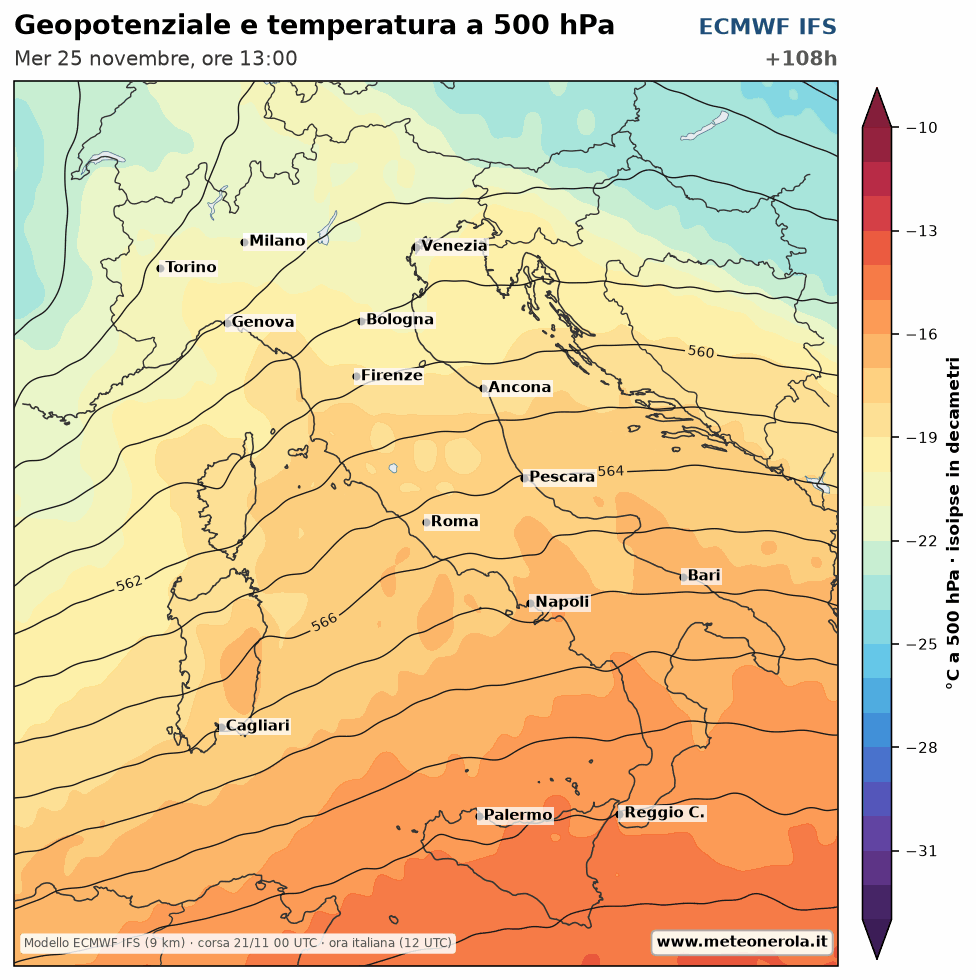 Geopotenziale e temperatura a 500 hPa
ECMWF IFS
Mer 25 novembre, ore 13:00
+108h
Milano
Venezia
Torino
Genova
Bologna
560
Firenze
Ancona
Pescara
564
Roma
562
Bari
Napoli
566
Cagliari
Palermo
Reggio C.
−10
−13
−16
−19
−22
−25
−28
−31
°C a 500 hPa · isoipse in decametri
Modello ECMWF IFS (9 km) · corsa 21/11 00 UTC · ora italiana (12 UTC)
www.meteonerola.it